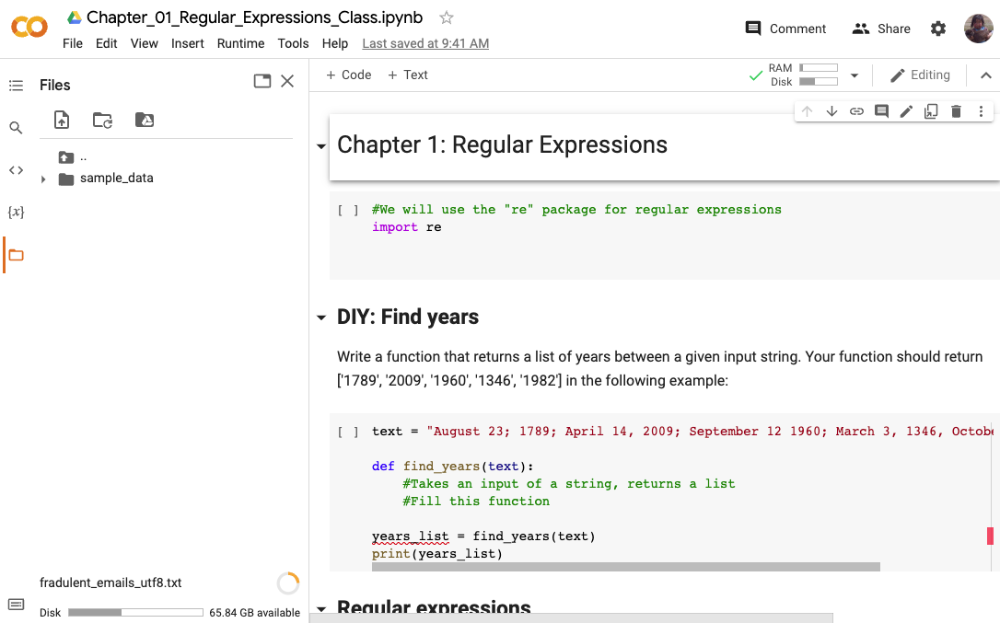 Chapter_01_Regular_Expressions_Class.ipynb
File Edit View Insert Runtime Tools Help Last saved at 9:41 AM
Comment Share
Files
+ Code + Text
RAM
Disk
Editing
..
sample_data
Chapter 1: Regular Expressions
[ ] #We will use the "re" package for regular expressions
import re
DIY: Find years
Write a function that returns a list of years between a given input string. Your function should return
['1789', '2009', '1960', '1346', '1982'] in the following example:
[ ] text = "August 23; 1789; April 14, 2009; September 12 1960; March 3, 1346, Octobe
def find_years(text):
#Takes an input of a string, returns a list
#Fill this function
years_list = find_years(text)
print(years_list)
Regular expressions
{x}
fradulent_emails_utf8.txt
Disk 65.84 GB available